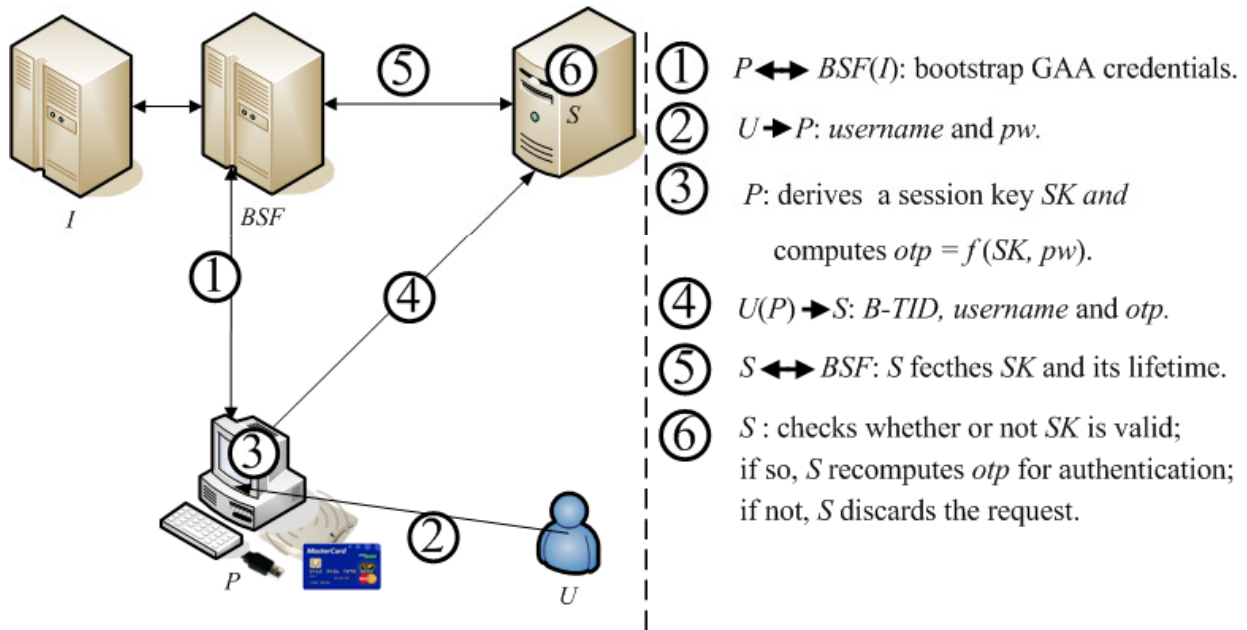 I
BSF
S
P
U
1
2
3
4
5
6
MasterCard
① P ↔ BSF(I): bootstrap GAA credentials.
② U → P: username and pw.
③ P: derives a session key SK and
computes otp = f (SK, pw).
④ U(P) → S: B-TID, username and otp.
⑤ S ↔ BSF: S fecthes SK and its lifetime.
⑥ S : checks whether or not SK is valid;
if so, S recomputes otp for authentication;
if not, S discards the request.